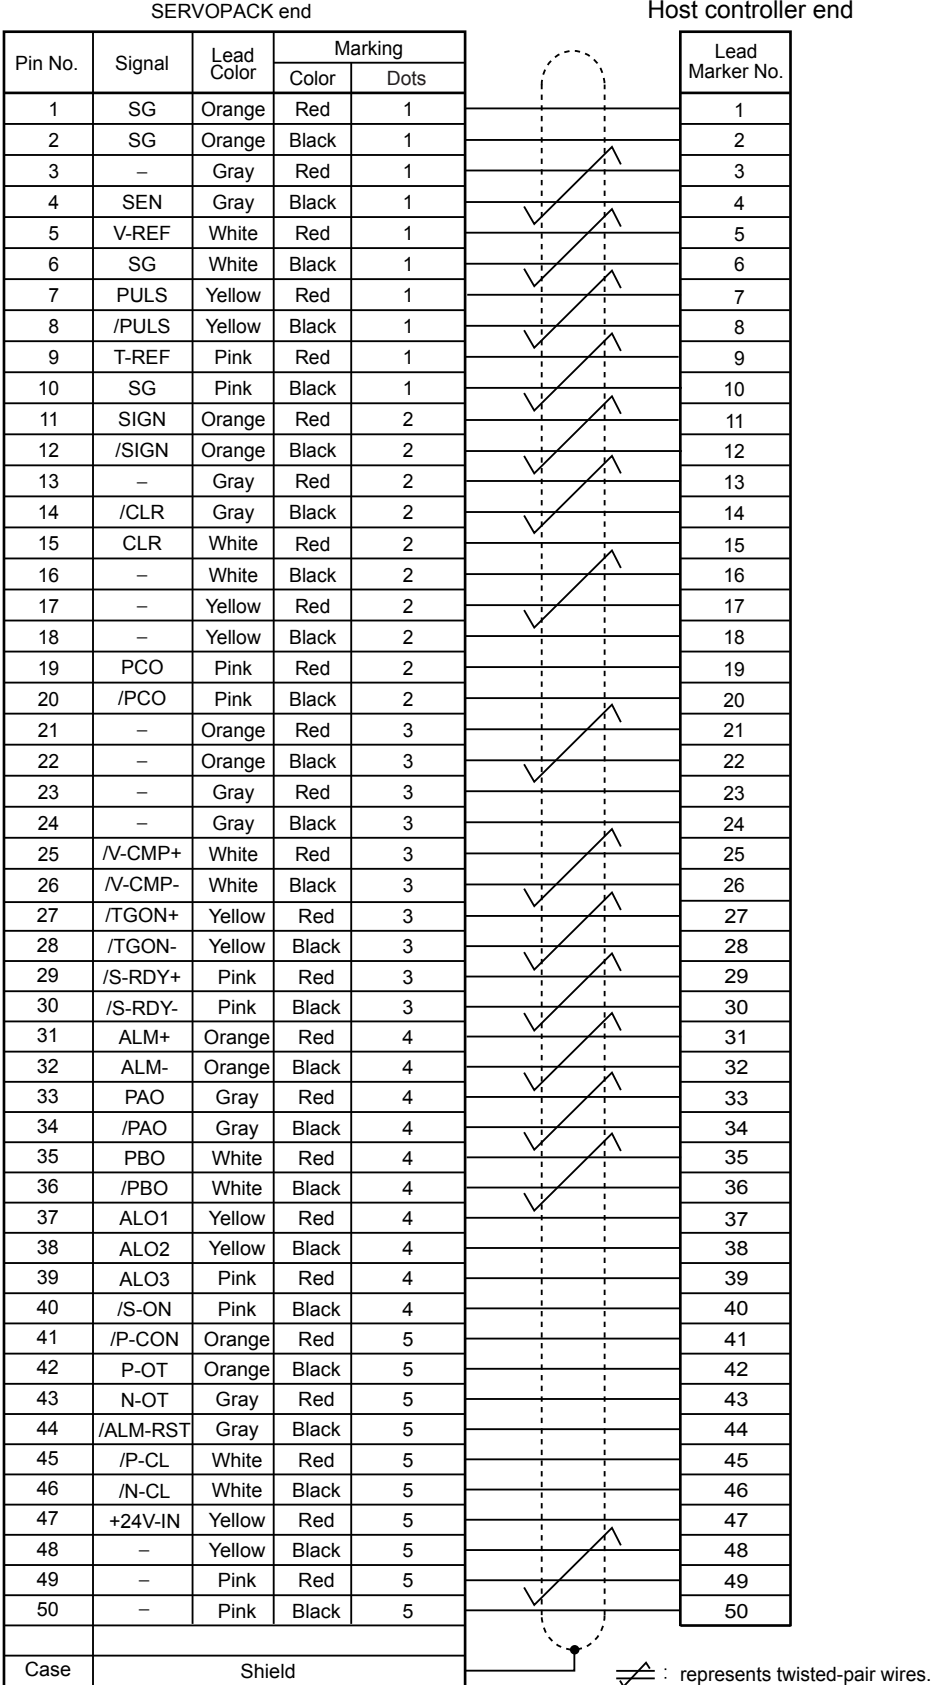 SERVOPACK end Host controller end
Pin No. Signal Lead Color Marking Lead Marker No.
Color Dots
1 SG Orange Red 1 1
2 SG Orange Black 1 2
3 – Gray Red 1 3
4 SEN Gray Black 1 4
5 V-REF White Red 1 5
6 SG White Black 1 6
7 PULS Yellow Red 1 7
8 /PULS Yellow Black 1 8
9 T-REF Pink Red 1 9
10 SG Pink Black 1 10
11 SIGN Orange Red 2 11
12 /SIGN Orange Black 2 12
13 – Gray Red 2 13
14 /CLR Gray Black 2 14
15 CLR White Red 2 15
16 – White Black 2 16
17 – Yellow Red 2 17
18 – Yellow Black 2 18
19 PCO Pink Red 2 19
20 /PCO Pink Black 2 20
21 – Orange Red 3 21
22 – Orange Black 3 22
23 – Gray Red 3 23
24 – Gray Black 3 24
25 /V-CMP+ White Red 3 25
26 /V-CMP- White Black 3 26
27 /TGON+ Yellow Red 3 27
28 /TGON- Yellow Black 3 28
29 /S-RDY+ Pink Red 3 29
30 /S-RDY- Pink Black 3 30
31 ALM+ Orange Red 4 31
32 ALM- Orange Black 4 32
33 PAO Gray Red 4 33
34 /PAO Gray Black 4 34
35 PBO White Red 4 35
36 /PBO White Black 4 36
37 ALO1 Yellow Red 4 37
38 ALO2 Yellow Black 4 38
39 ALO3 Pink Red 4 39
40 /S-ON Pink Black 4 40
41 /P-CON Orange Red 5 41
42 P-OT Orange Black 5 42
43 N-OT Gray Red 5 43
44 /ALM-RST Gray Black 5 44
45 /P-CL White Red 5 45
46 /N-CL White Black 5 46
47 +24V-IN Yellow Red 5 47
48 – Yellow Black 5 48
49 – Pink Red 5 49
50 – Pink Black 5 50
Case Shield
: represents twisted-pair wires.